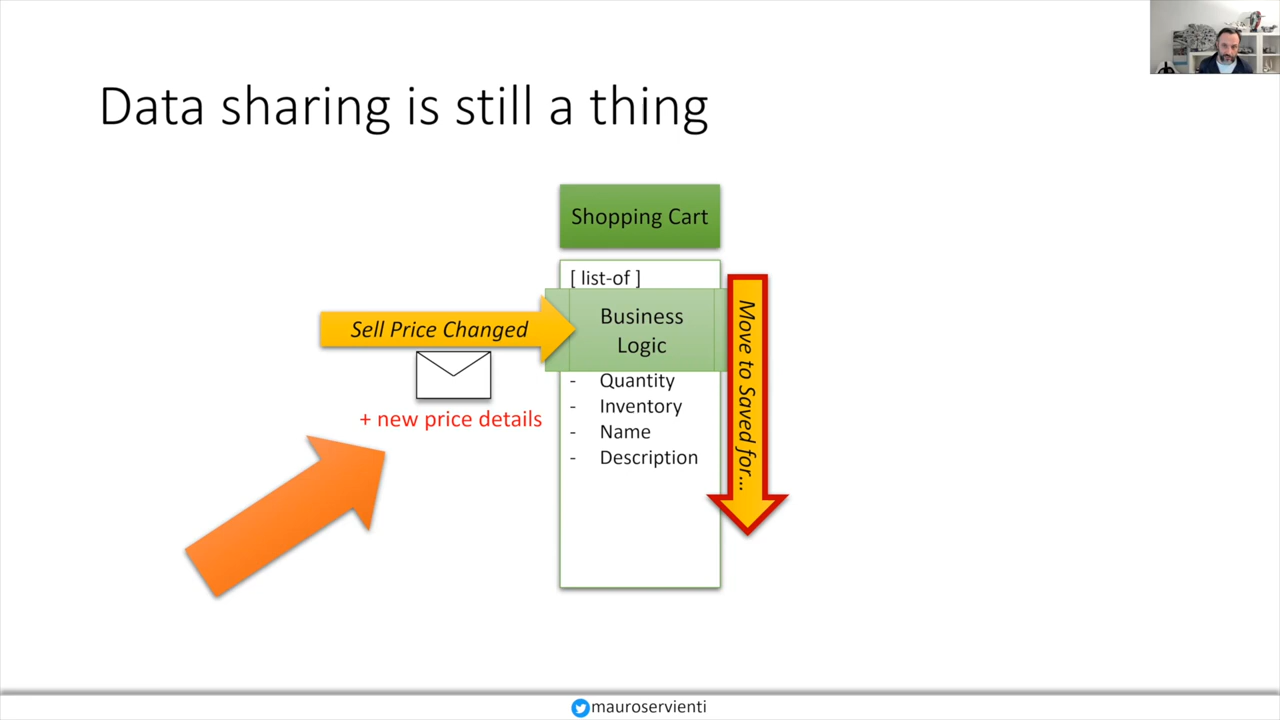 Data sharing is still a thing
Shopping Cart
[ list-of ]
Sell Price Changed
Business
Logic
+ new price details
- Quantity
- Inventory
- Name
- Description
Move to Saved for...
mauroservienti